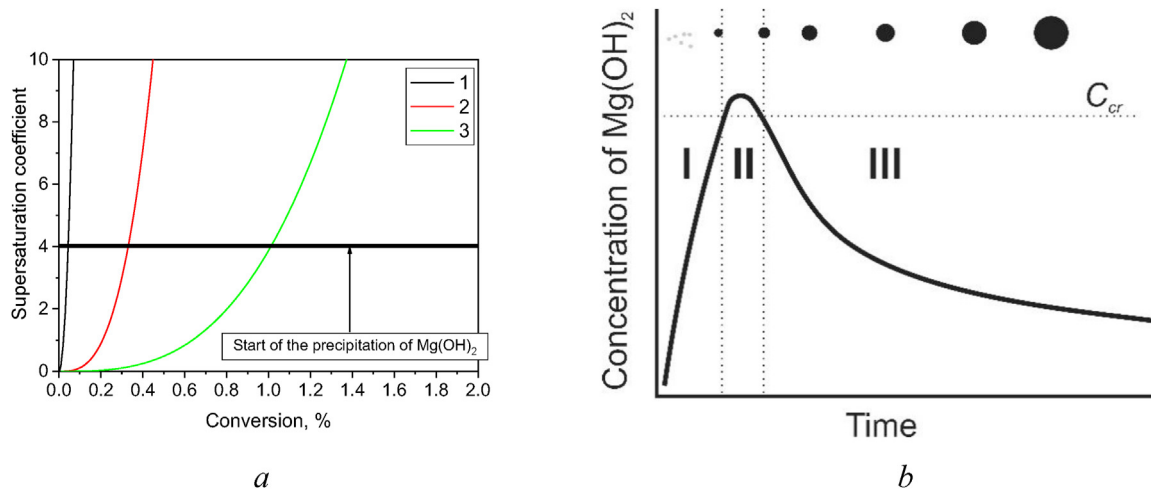 Supersaturation coefficient
10
8
6
4
2
0
1
2
3
Start of the precipitation of Mg(OH)2
0.0 0.2 0.4 0.6 0.8 1.0 1.2 1.4 1.6 1.8 2.0
Conversion, %
a
Concentration of Mg(OH)2
Ccr
I II III
Time
b